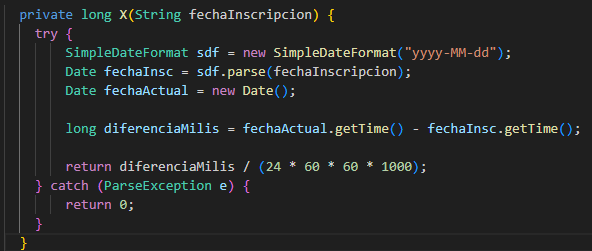 private long X(String fechaInscripcion) {
try {
SimpleDateFormat sdf = new SimpleDateFormat("yyyy-MM-dd");
Date fechaInsc = sdf.parse(fechaInscripcion);
Date fechaActual = new Date();
long diferenciaMilis = fechaActual.getTime() - fechaInsc.getTime();
return diferenciaMilis / (24 * 60 * 60 * 1000);
} catch (ParseException e) {
return 0;
}
}